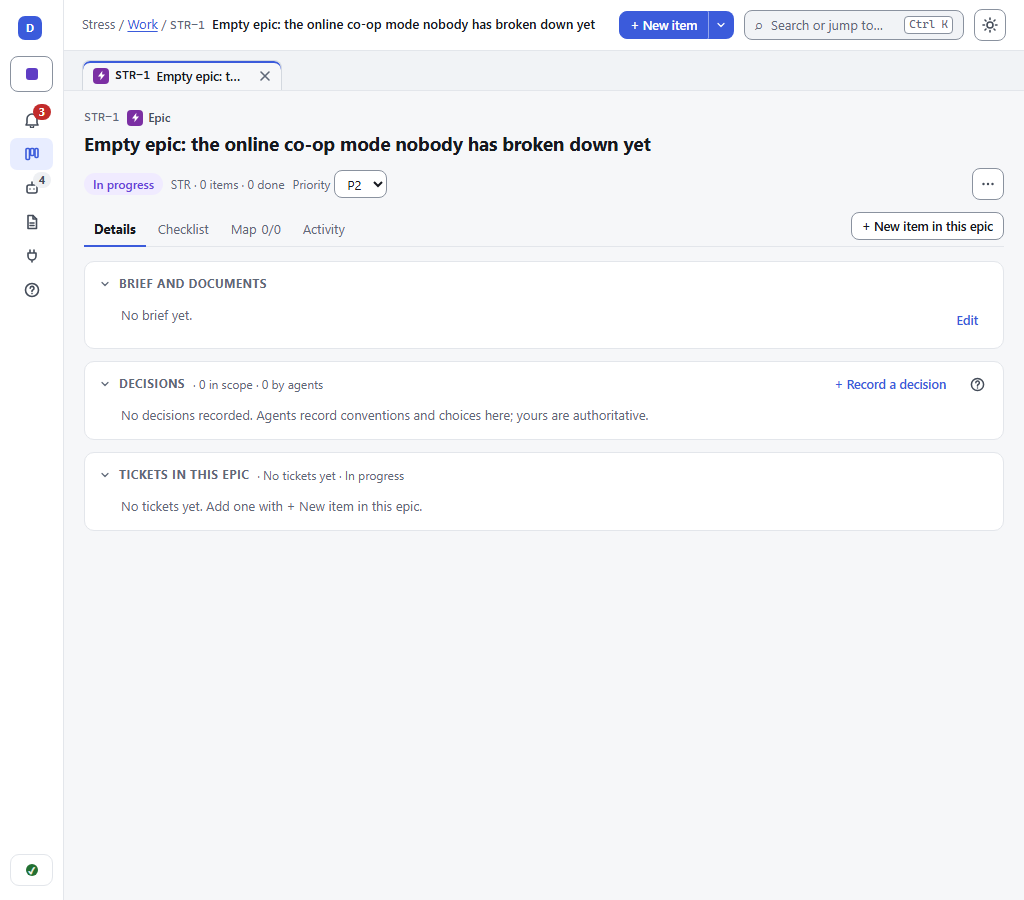 D
Stress / Work / STR-1 Empty epic: the online co-op mode nobody has broken down yet
+ New item
Search or jump to... Ctrl K
3
4
STR-1 Empty epic: t...
STR-1 Epic
Empty epic: the online co-op mode nobody has broken down yet
In progress STR · 0 items · 0 done Priority P2
Details Checklist Map 0/0 Activity
+ New item in this epic
BRIEF AND DOCUMENTS
No brief yet.
Edit
DECISIONS · 0 in scope · 0 by agents
+ Record a decision
No decisions recorded. Agents record conventions and choices here; yours are authoritative.
TICKETS IN THIS EPIC · No tickets yet · In progress
No tickets yet. Add one with + New item in this epic.